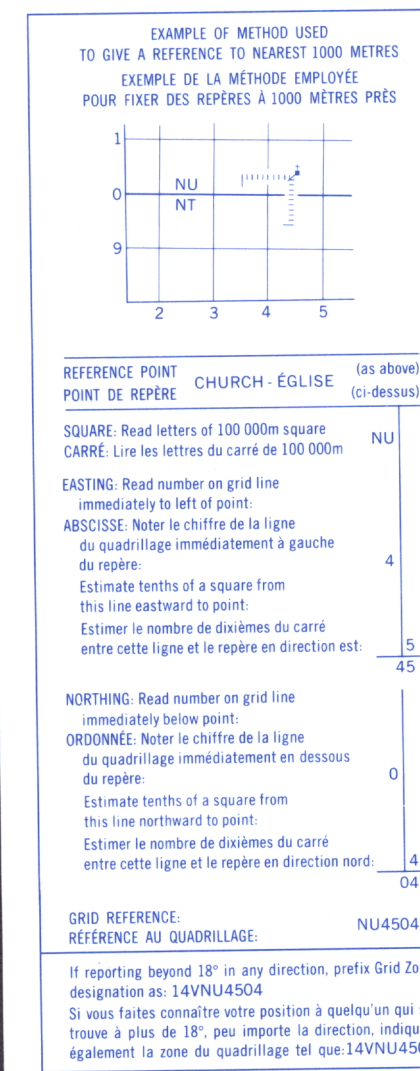 EXAMPLE OF METHOD USED
TO GIVE A REFERENCE TO NEAREST 1000 METRES
EXEMPLE DE LA MÉTHODE EMPLOYÉE
POUR FIXER DES REPÈRES À 1000 MÈTRES PRÈS
1
NU
0
NT
9
2 3 4 5
REFERENCE POINT CHURCH - ÉGLISE (as above)
POINT DE REPÈRE (ci-dessus)
SQUARE: Read letters of 100 000m square NU
CARRÉ: Lire les lettres du carré de 100 000m
EASTING: Read number on grid line
immediately to left of point:
ABSCISSE: Noter le chiffre de la ligne
du quadrillage immédiatement à gauche
du repère: 4
Estimate tenths of a square from
this line eastward to point:
Estimer le nombre de dixièmes du carré
entre cette ligne et le repère en direction est: 5
45
NORTHING: Read number on grid line
immediately below point:
ORDONNÉE: Noter le chiffre de la ligne
du quadrillage immédiatement en dessous
du repère: 0
Estimate tenths of a square from
this line northward to point:
Estimer le nombre de dixièmes du carré
entre cette ligne et le repère en direction nord: 4
04
GRID REFERENCE: NU4504
RÉFÉRENCE AU QUADRILLAGE:
If reporting beyond 18° in any direction, prefix Grid Zo
designation as: 14VNU4504
Si vous faites connaître votre position à quelqu'un qui
trouve à plus de 18°, peu importe la direction, indiqu
également la zone du quadrillage tel que:14VNU450